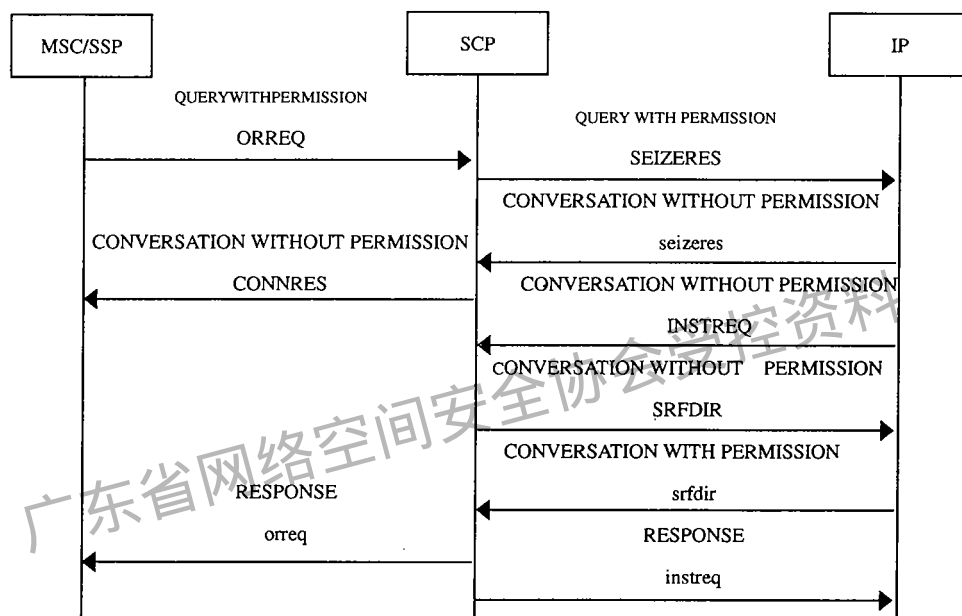 MSC/SSP
SCP
IP
QUERYWITHPERMISSION
ORREQ
QUERY WITH PERMISSION
SEIZERES
CONVERSATION WITHOUT PERMISSION
seizeres
CONVERSATION WITHOUT PERMISSION
CONNRES
CONVERSATION WITHOUT PERMISSION
INSTREQ
CONVERSATION WITHOUT PERMISSION
SRFDIR
CONVERSATION WITH PERMISSION
srfdir
RESPONSE
orreq
RESPONSE
instreq
广东省网络空间安全协会受控资料